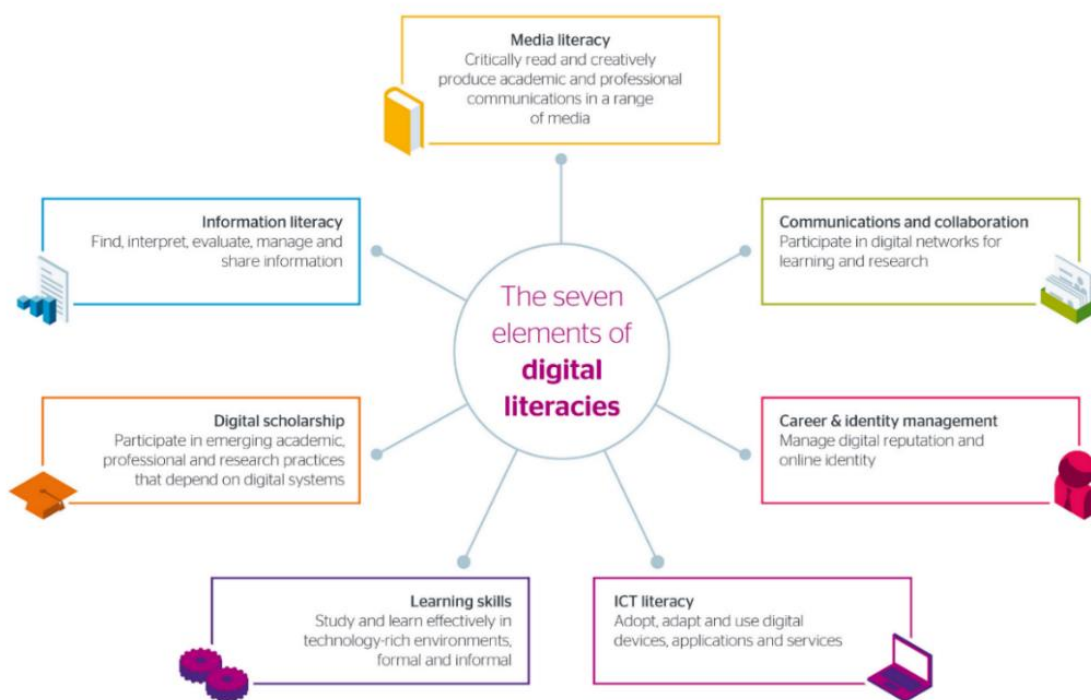 Media literacy
Critically read and creatively
produce academic and professional
communications in a range
of media
Information literacy
Find, interpret, evaluate, manage and
share information
Communications and collaboration
Participate in digital networks for
learning and research
The seven
elements of
digital
literacies
Digital scholarship
Participate in emerging academic,
professional and research practices
that depend on digital systems
Career & identity management
Manage digital reputation and
online identity
Learning skills
Study and learn effectively in
technology-rich environments,
formal and informal
ICT literacy
Adopt, adapt and use digital
devices, applications and services